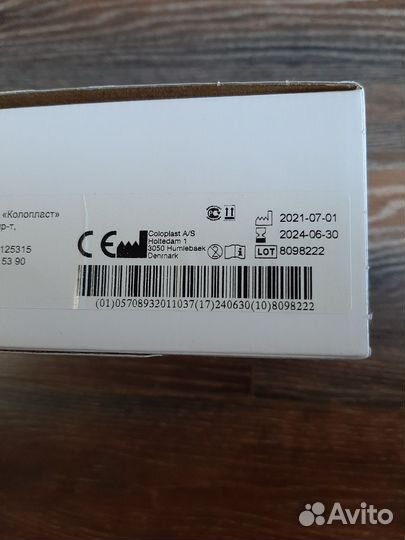 «Колопласт»
р-т,
125315
53 90
CE
Coloplast A/S
Holtedam 1
3050 Humlebaek
Denmark
2021-07-01
2024-06-30
LOT 8098222
(01)05708932011037(17)240630(10)8098222
Avito